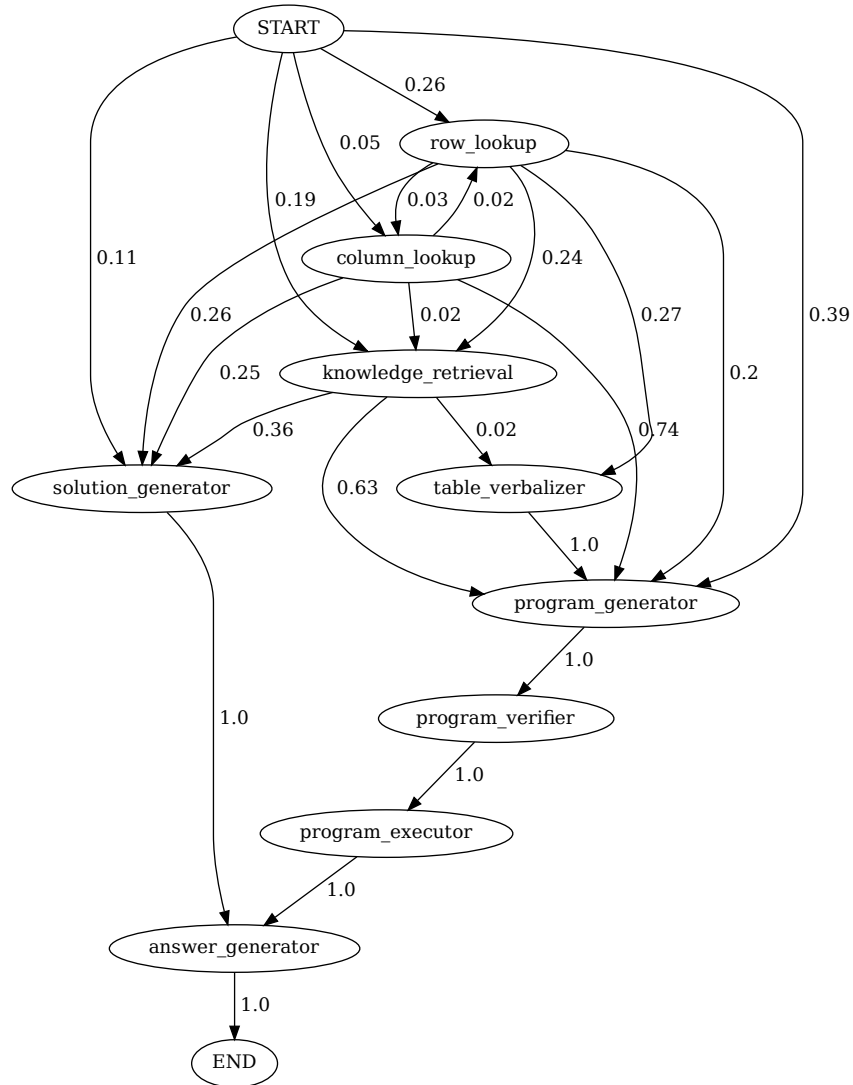 START
0.26
0.05
row_lookup
0.19
0.03
0.02
0.11
column_lookup
0.24
0.26
0.02
0.27
0.39
0.25
knowledge_retrieval
0.2
0.36
0.02
0.74
solution_generator
0.63
table_verbalizer
1.0
program_generator
1.0
program_verifier
1.0
1.0
program_executor
1.0
answer_generator
1.0
END